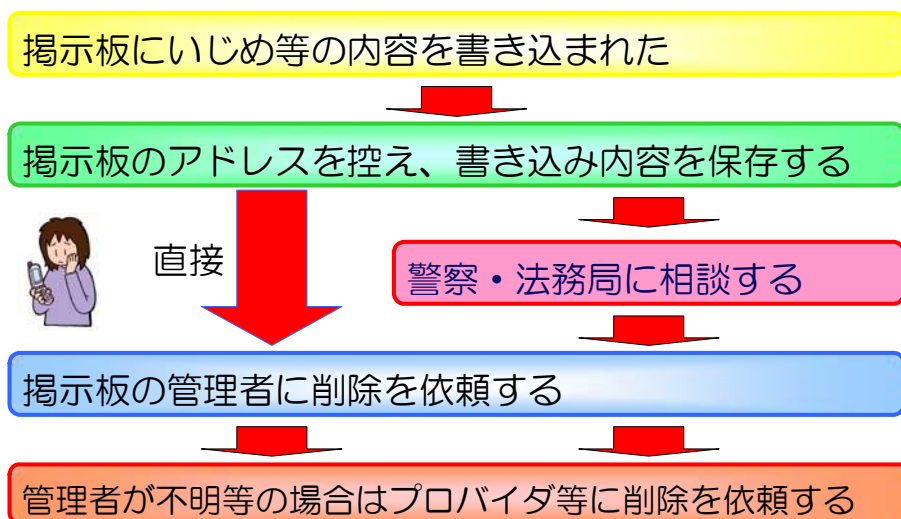 掲示板にいじめ等の内容を書き込まれた
掲示板のアドレスを控え、書き込み内容を保存する
直接
警察・法務局に相談する
掲示板の管理者に削除を依頼する
管理者が不明等の場合はプロバイダ等に削除を依頼する